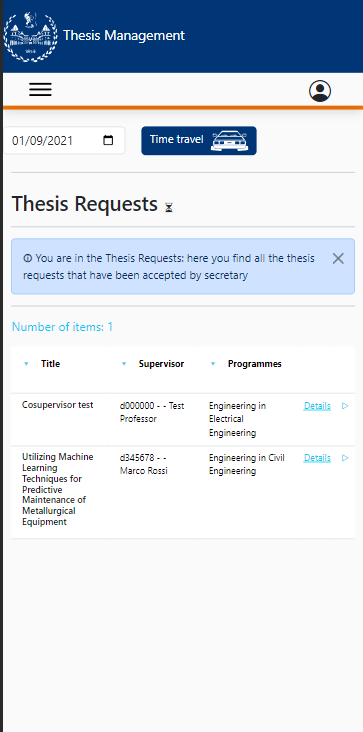 Thesis Management
01/09/2021
Time travel
Thesis Requests
You are in the Thesis Requests: here you find all the thesis
requests that have been accepted by secretary
Number of items: 1
Title Supervisor Programmes
Cosupervisor test
d000000 - - Test
Professor
Engineering in
Electrical
Engineering
Details
Utilizing Machine
Learning
Techniques for
Predictive
Maintenance of
Metallurgical
Equipment
d345678 - -
Marco Rossi
Engineering in Civil
Engineering
Details